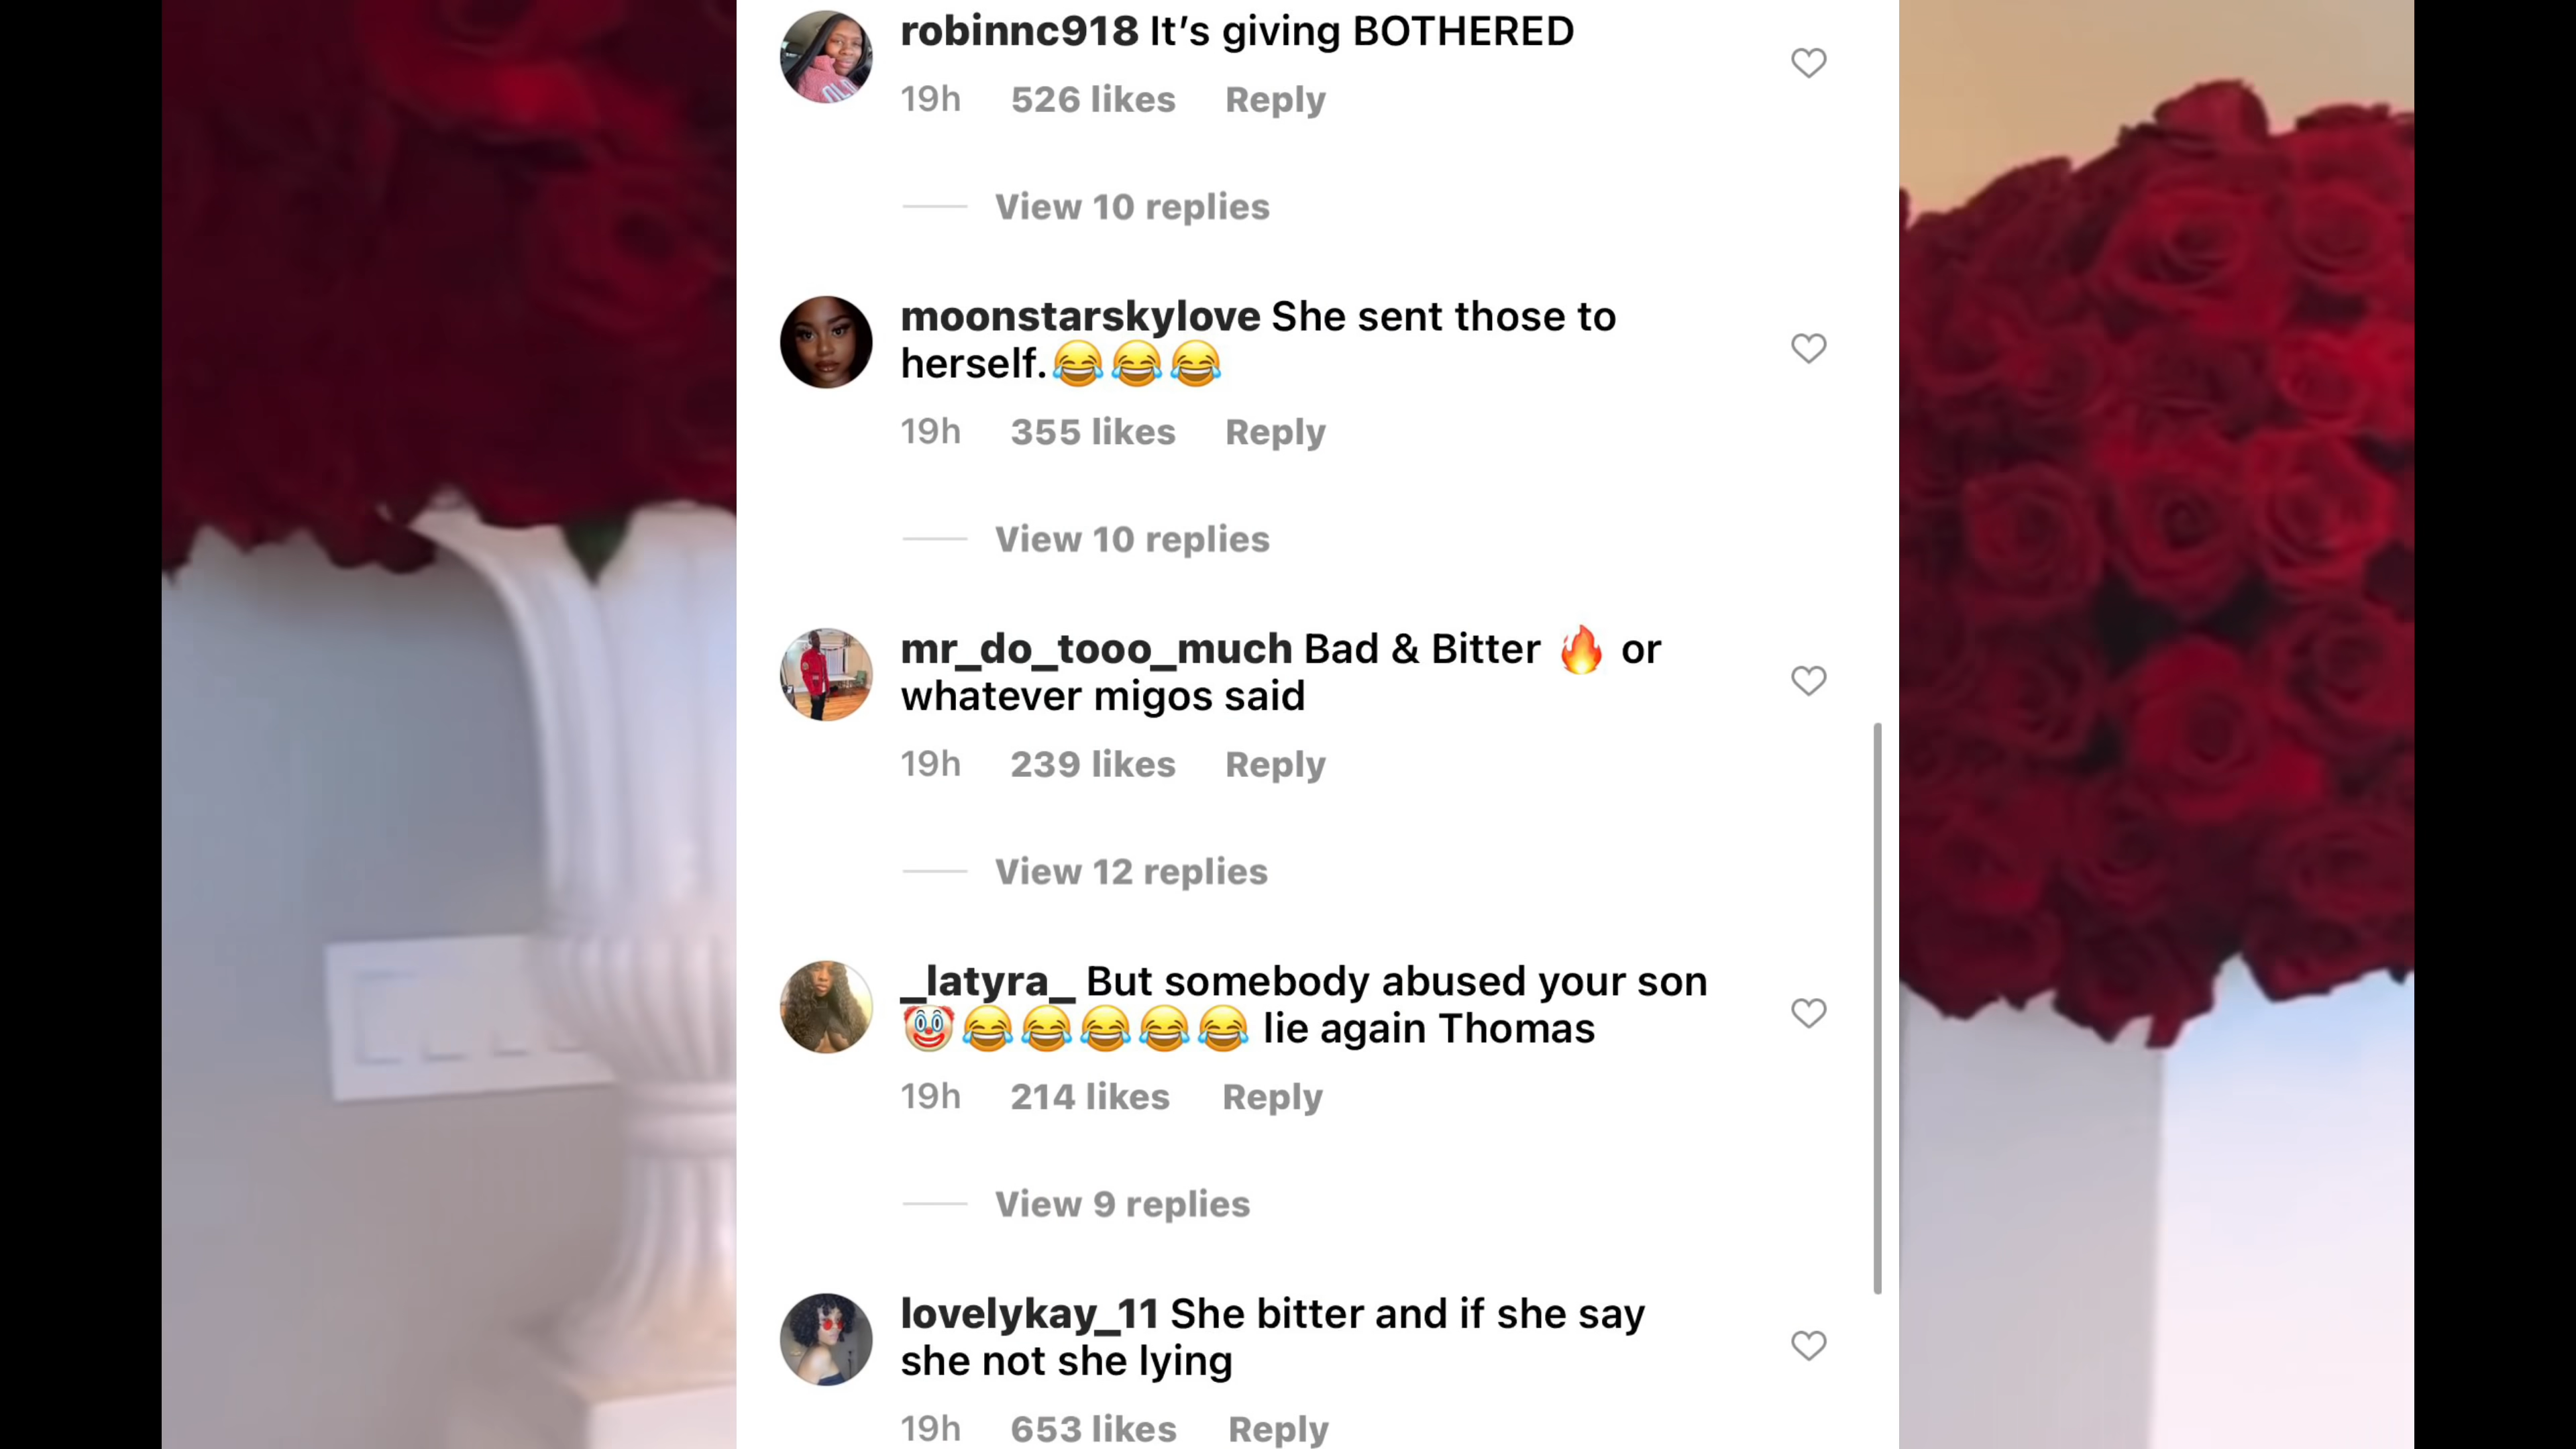 robinnc918 It’s giving BOTHERED
19h 526 likes Reply
View 10 replies
moonstarskylove She sent those to
herself.😂😂😂
19h 355 likes Reply
View 10 replies
mr_do_tooo_much Bad & Bitter 🔥 or
whatever migos said
19h 239 likes Reply
View 12 replies
_latyra_ But somebody abused your son
🤡😂😂😂😂😂 lie again Thomas
19h 214 likes Reply
View 9 replies
lovelykay_11 She bitter and if she say
she not she lying
19h 653 likes Reply